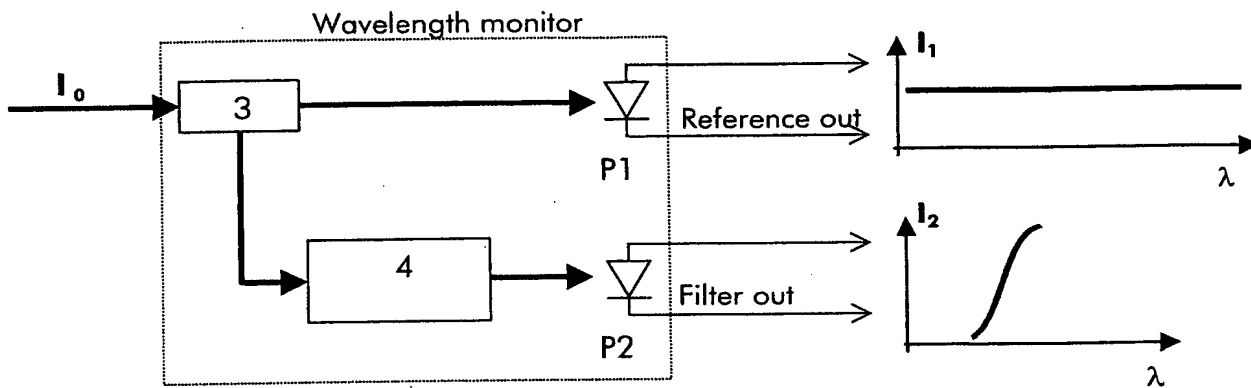 Wavelength monitor
I₀
3
P1
Reference out
I₁
λ
4
P2
Filter out
I₂
λ